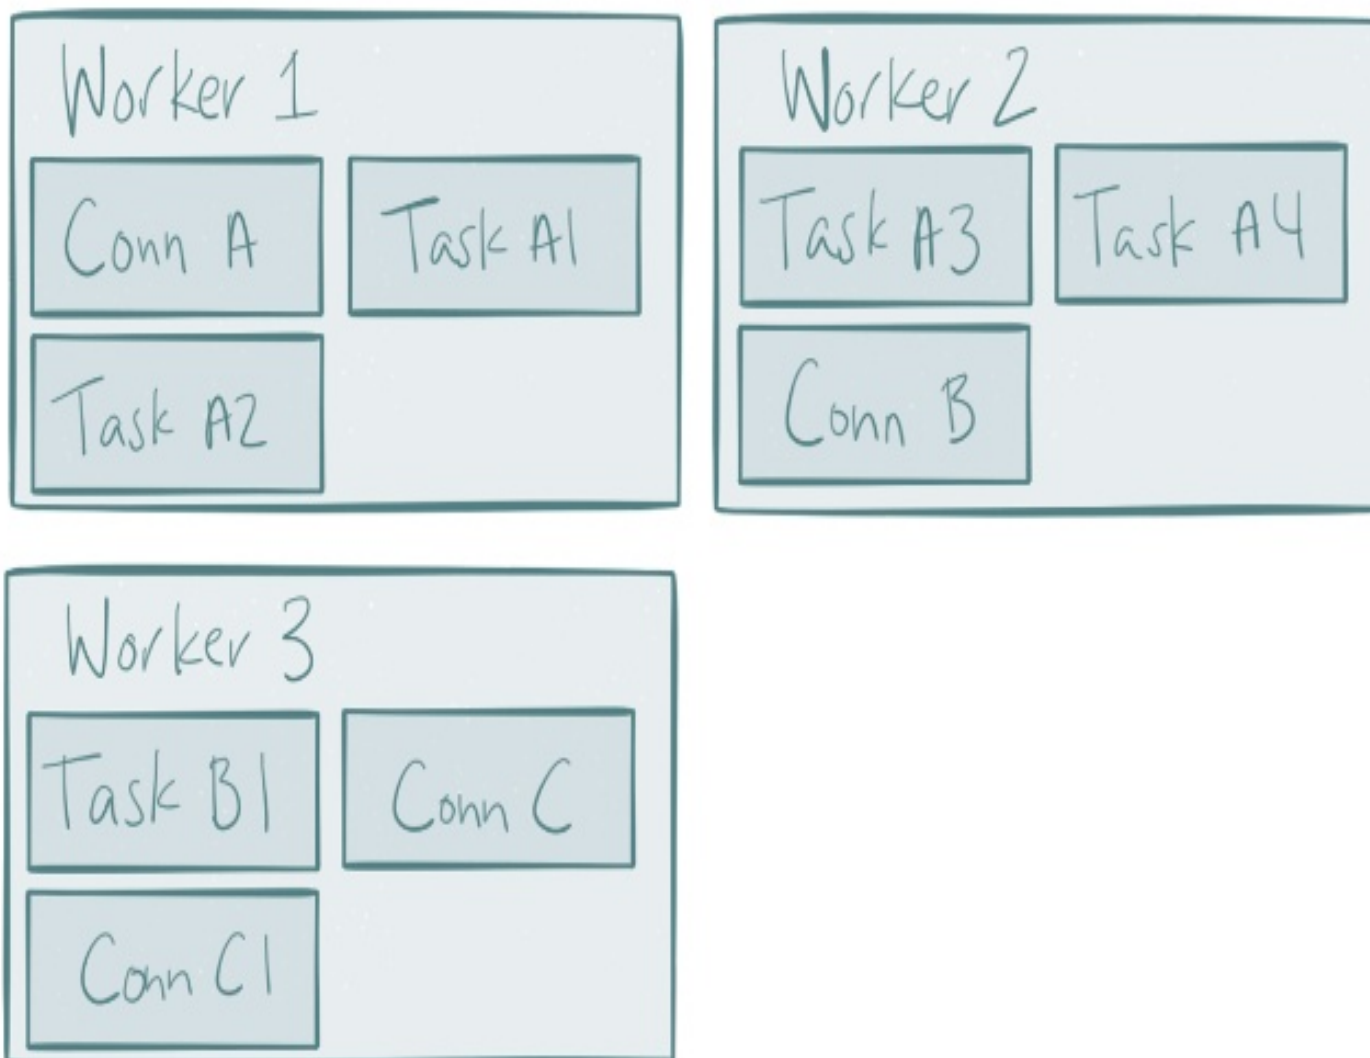 Worker 1
Conn A
Task A1
Task A2
Worker 2
Task A3
Task A4
Conn B
Worker 3
Task B1
Conn C
Conn C1